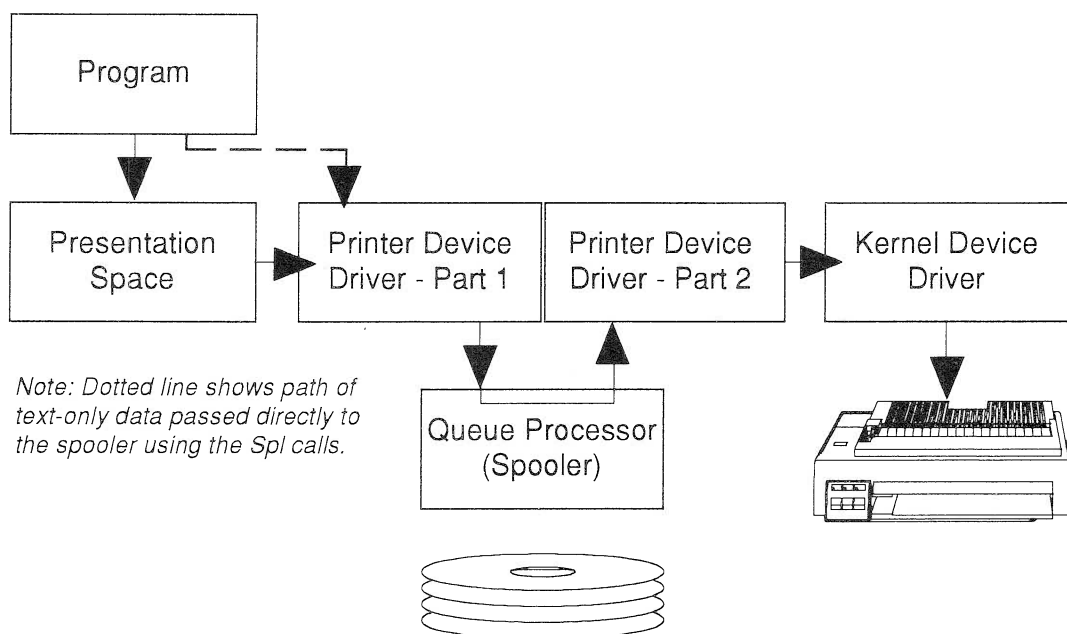 Program
Presentation
Space
Printer Device
Driver - Part 1
Printer Device
Driver - Part 2
Kernel Device
Driver
Note: Dotted line shows path of
text-only data passed directly to
the spooler using the Spl calls.
Queue Processor
(Spooler)